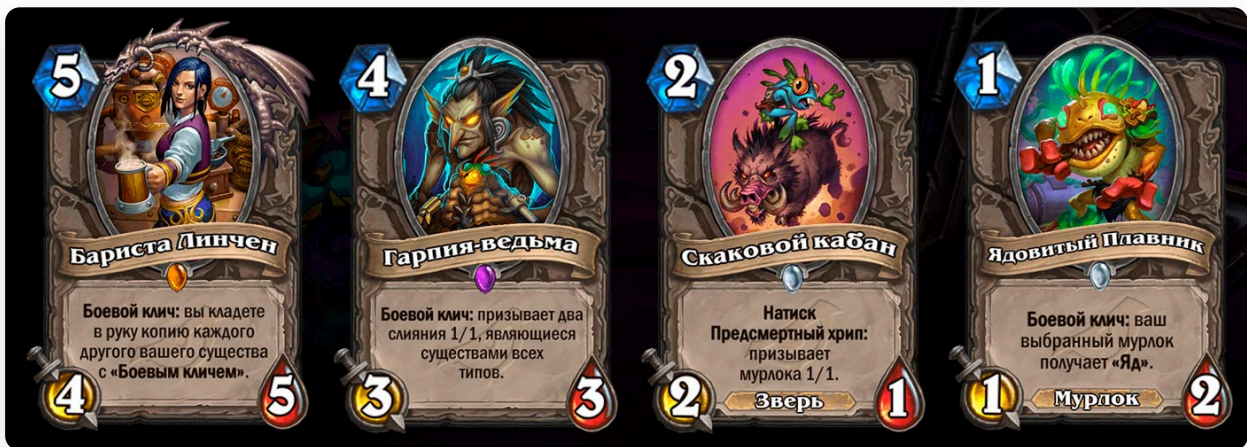 5
Бариста Линчен
Боевой клич: вы кладете
в руку копию каждого
другого вашего существа
с «Боевым кличем».
4
5
4
Гарпия-ведьма
Боевой клич: призывает два
слияния 1/1, являющиеся
существами всех
типов.
3
3
2
Скаковой кабан
Натиск
Предсмертный хрип:
призывает
мурлока 1/1.
2
Зверь
1
1
Ядовитый Плавник
Боевой клич: ваш
выбранный мурлок
получает «Яд».
1
Мурлок
2